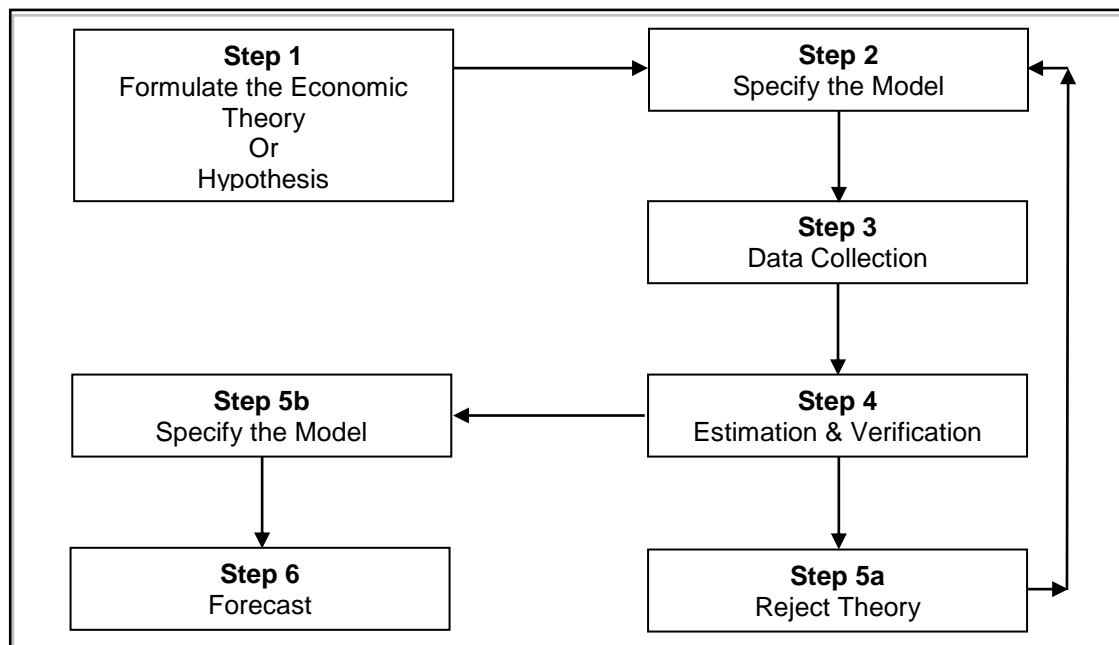 Step 1
Formulate the Economic
Theory
Or
Hypothesis
Step 2
Specify the Model
Step 3
Data Collection
Step 4
Estimation & Verification
Step 5b
Specify the Model
Step 5a
Reject Theory
Step 6
Forecast